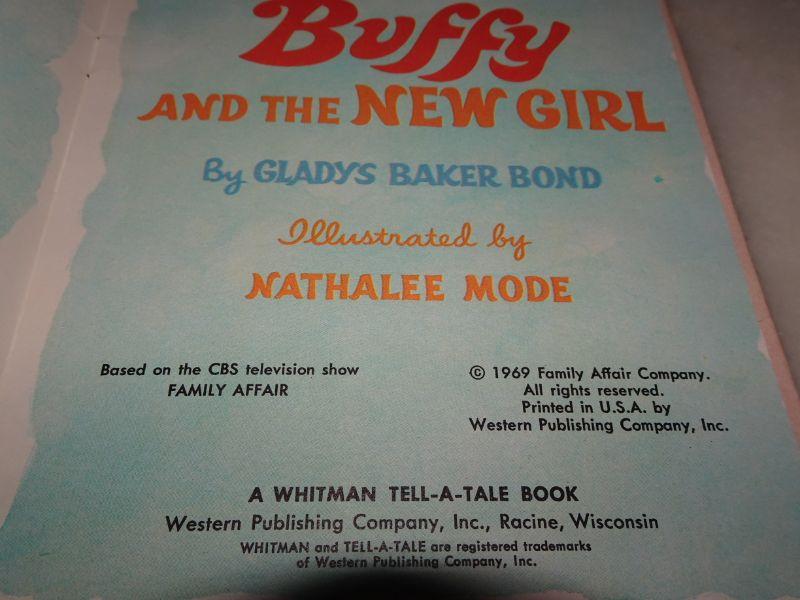 Buffy
AND THE NEW GIRL
By GLADYS BAKER BOND
Illustrated by
NATHALEE MODE
Based on the CBS television show
FAMILY AFFAIR
© 1969 Family Affair Company.
All rights reserved.
Printed in U.S.A. by
Western Publishing Company, Inc.
A WHITMAN TELL-A-TALE BOOK
Western Publishing Company, Inc., Racine, Wisconsin
WHITMAN and TELL-A-TALE are registered trademarks
of Western Publishing Company, Inc.